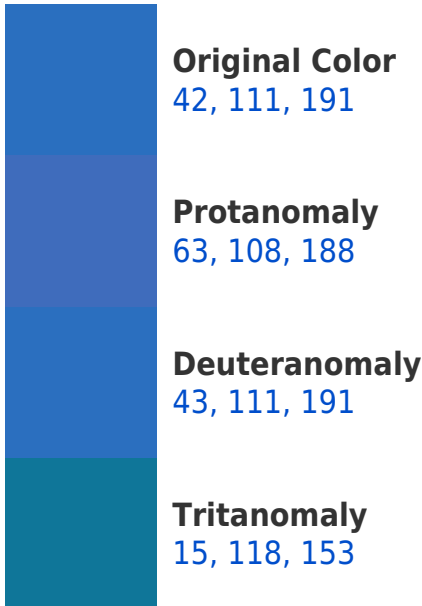 Original Color
42, 111, 191
Protanomaly
63, 108, 188
Deuteranomaly
43, 111, 191
Tritanomaly
15, 118, 153